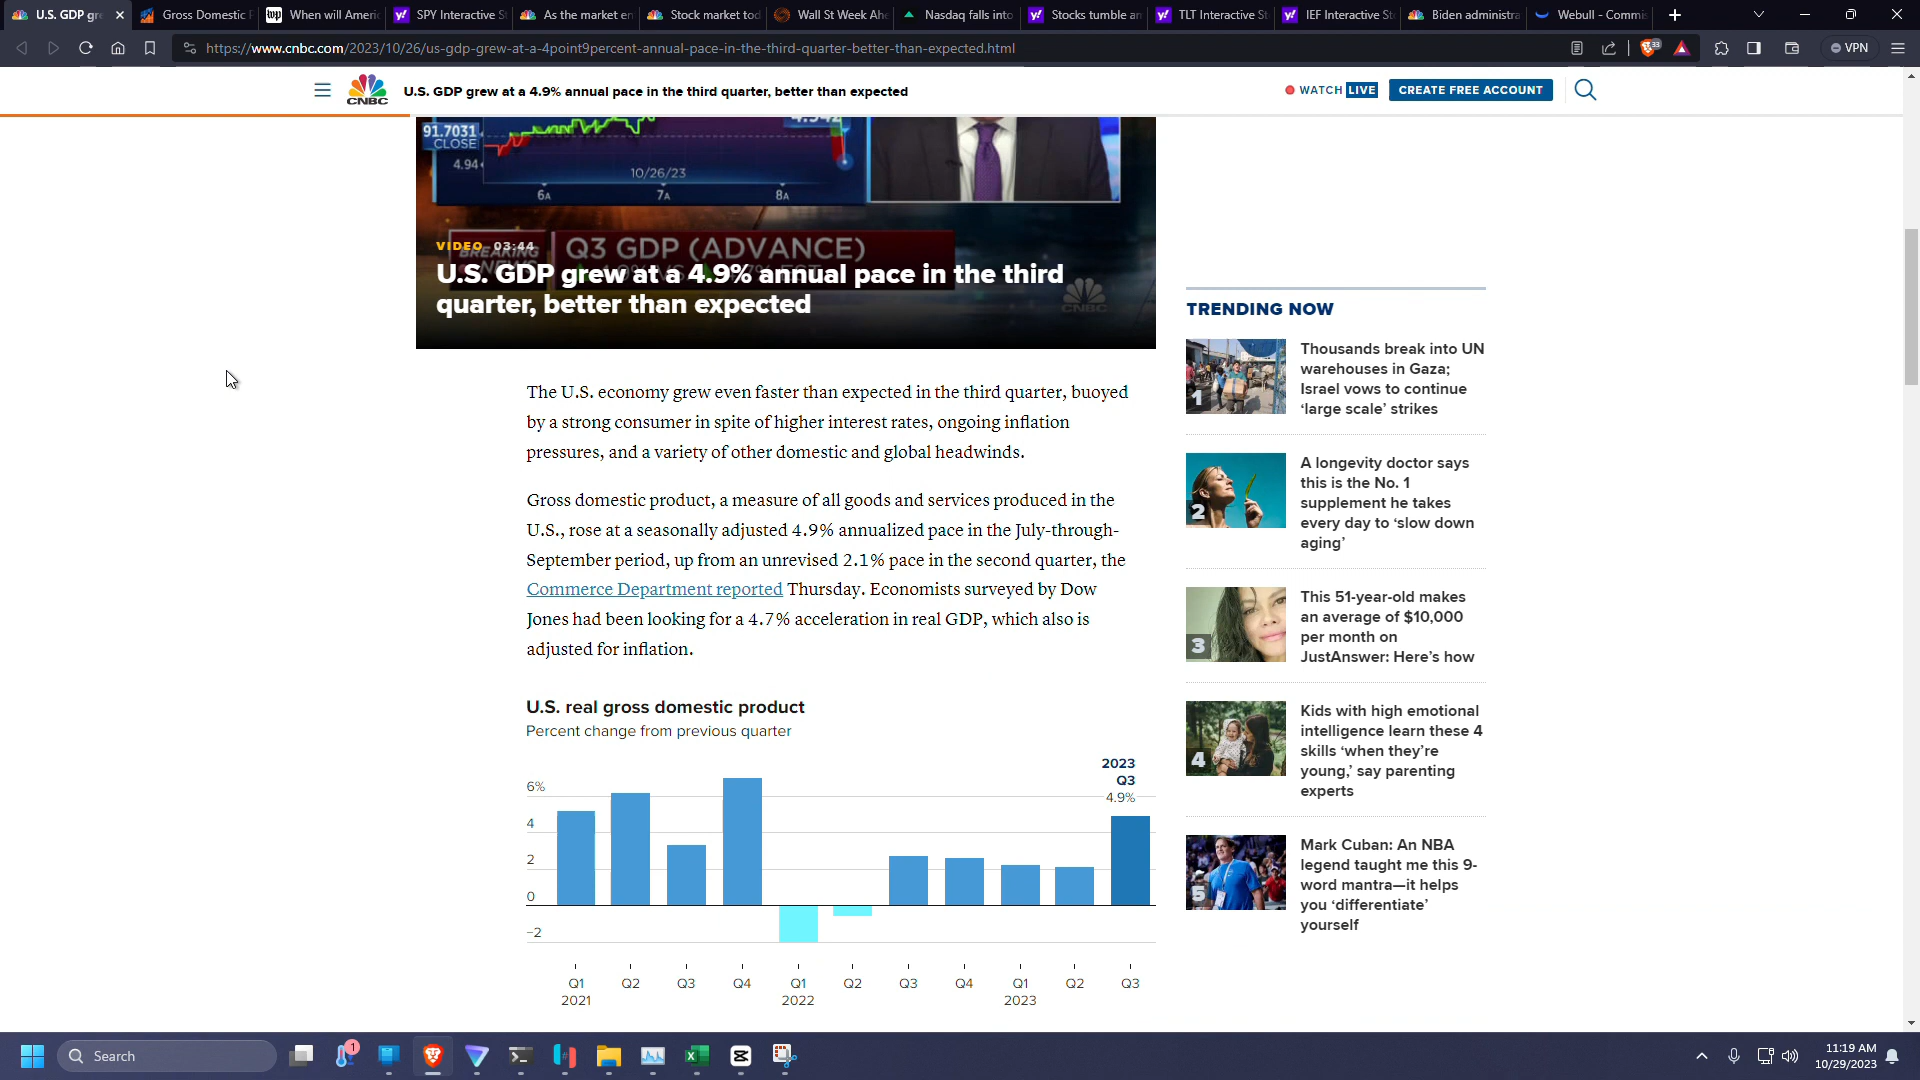 U.S. GDP gr
Gross Domestic P
When will Ameri
SPY Interactive St
As the market en
Stock market tod
Wall St Week Ahe
Nasdaq falls into
Stocks tumble an
TLT Interactive St
IEF Interactive Sto
Biden administra
Webull - Commis
https://www.cnbc.com/2023/10/26/us-gdp-grew-at-a-4point9percent-annual-pace-in-the-third-quarter-better-than-expected.html
33
VPN
CNBC
U.S. GDP grew at a 4.9% annual pace in the third quarter, better than expected
WATCH LIVE
CREATE FREE ACCOUNT
91.7031
CLOSE
4.94
10/26/23
6A
7A
8A
VIDEO 03:44
BREAKING NEWS
Q3 GDP (ADVANCE)
U.S. GDP grew at a 4.9% annual pace in the third
quarter, better than expected
CNBC
The U.S. economy grew even faster than expected in the third quarter, buoyed
by a strong consumer in spite of higher interest rates, ongoing inflation
pressures, and a variety of other domestic and global headwinds.
Gross domestic product, a measure of all goods and services produced in the
U.S., rose at a seasonally adjusted 4.9% annualized pace in the July-through-
September period, up from an unrevised 2.1% pace in the second quarter, the
Commerce Department reported Thursday. Economists surveyed by Dow
Jones had been looking for a 4.7% acceleration in real GDP, which also is
adjusted for inflation.
U.S. real gross domestic product
Percent change from previous quarter
2023
Q3
4.9%
6%
4
2
0
−2
Q1 Q2 Q3 Q4 Q1 Q2 Q3 Q4 Q1 Q2 Q3
2021 2022 2023
TRENDING NOW
1
Thousands break into UN
warehouses in Gaza;
Israel vows to continue
‘large scale’ strikes
2
A longevity doctor says
this is the No. 1
supplement he takes
every day to ‘slow down
aging’
3
This 51-year-old makes
an average of $10,000
per month on
JustAnswer: Here’s how
4
Kids with high emotional
intelligence learn these 4
skills ‘when they’re
young,’ say parenting
experts
5
Mark Cuban: An NBA
legend taught me this 9-
word mantra—it helps
you ‘differentiate’
yourself
Search
1
11:19 AM
10/29/2023